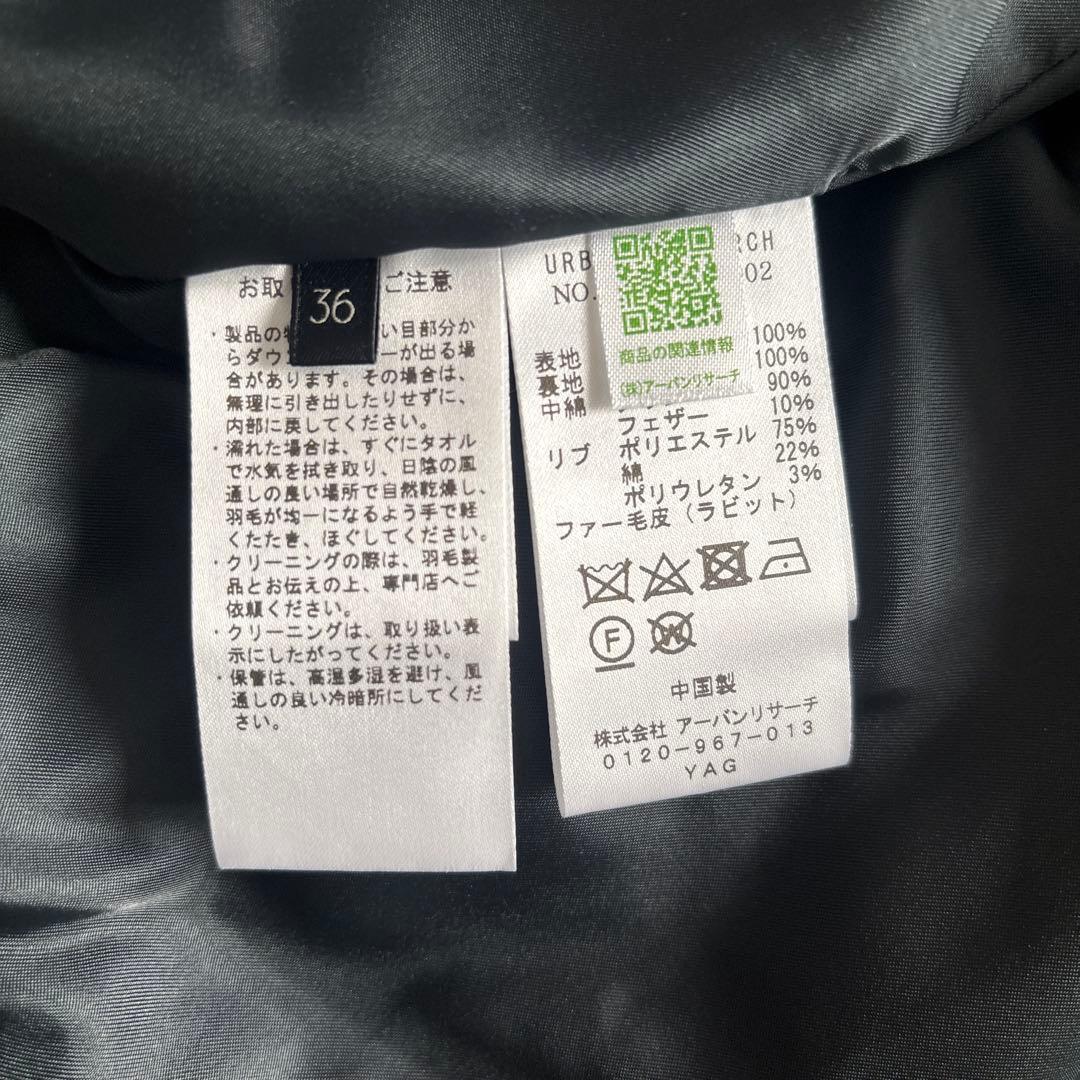 お取 ご注意
36
・製品の い目部分か
らダウ ーが出る場
合があります。その場合は、
無理に引き出したりせずに、
内部に戻してください。
・濡れた場合は、すぐにタオル
で水気を拭き取り、日陰の風
通しの良い場所で自然乾燥し、
羽毛が均一になるよう手で軽
くたたき、ほぐしてください。
・クリーニングの際は、羽毛製
品とお伝えの上、専門店へご
依頼ください。
・クリーニングは、取り扱い表
示にしたがってください。
・保管は、高温多湿を避け、風
通しの良い冷暗所にしてくだ
さい。
URB RCH
NO. 02
商品の関連情報
(株)アーバンリサーチ
表地 100%
裏地 100%
中綿 90%
フェザー 10%
リブ ポリエステル 75%
綿 22%
ポリウレタン 3%
ファー毛皮(ラビット)
F
W
中国製
株式会社 アーバンリサーチ
0120-967-013
YAG